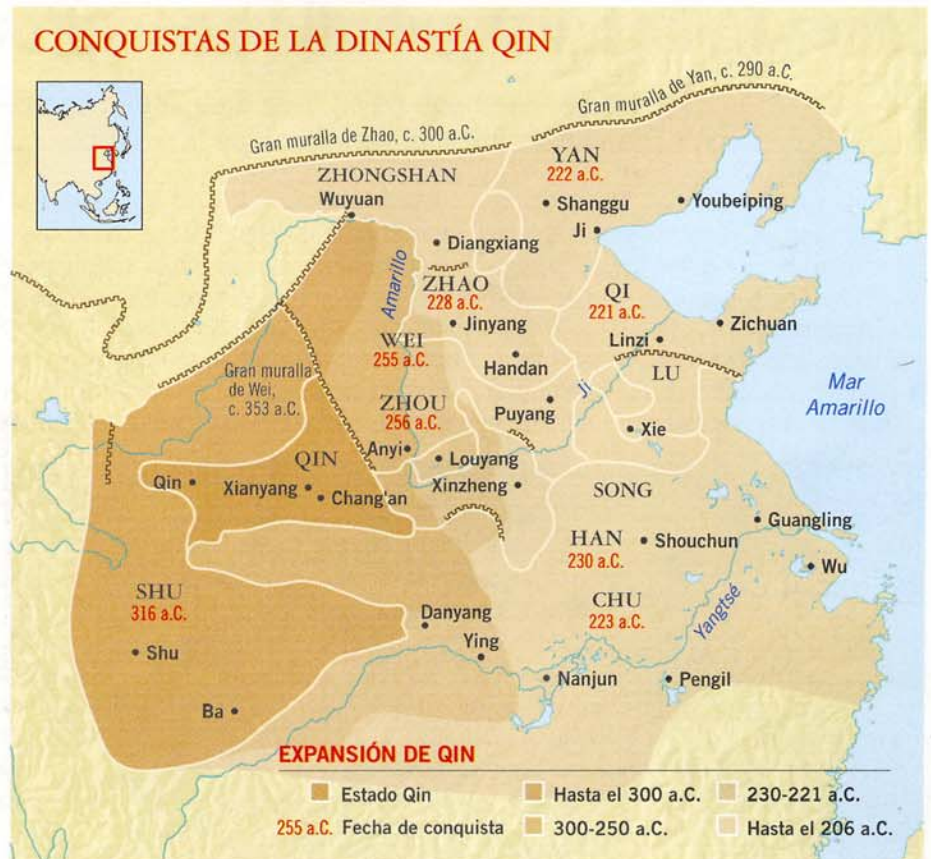 CONQUISTAS DE LA DINASTÍA QIN
Gran muralla de Yan, c. 290 a.C.
Gran muralla de Zhao, c. 300 a.C.
YAN
222 a.C.
ZHONGSHAN
Wuyuan
Shanggu
Youbeiping
Ji
Diangxiang
Amarillo
ZHAO
228 a.C.
QI
221 a.C.
Jinyang
Zichuan
WEI
255 a.C.
Linzi
Handan
LU
Gran muralla
de Wei,
c. 353 a.C.
Mar
Amarillo
ZHOU
256 a.C.
Puyang
Ji
Xie
Anyi
QIN
Louyang
Qin
Xianyang
Chang'an
Xinzheng
SONG
Guangling
HAN
230 a.C.
Shouchun
Wu
SHU
316 a.C.
CHU
223 a.C.
Yangtsé
Danyang
Ying
Shu
Nanjun
Pengil
Ba
EXPANSIÓN DE QIN
Estado Qin
Hasta el 300 a.C.
230-221 a.C.
255 a.C. Fecha de conquista
300-250 a.C.
Hasta el 206 a.C.